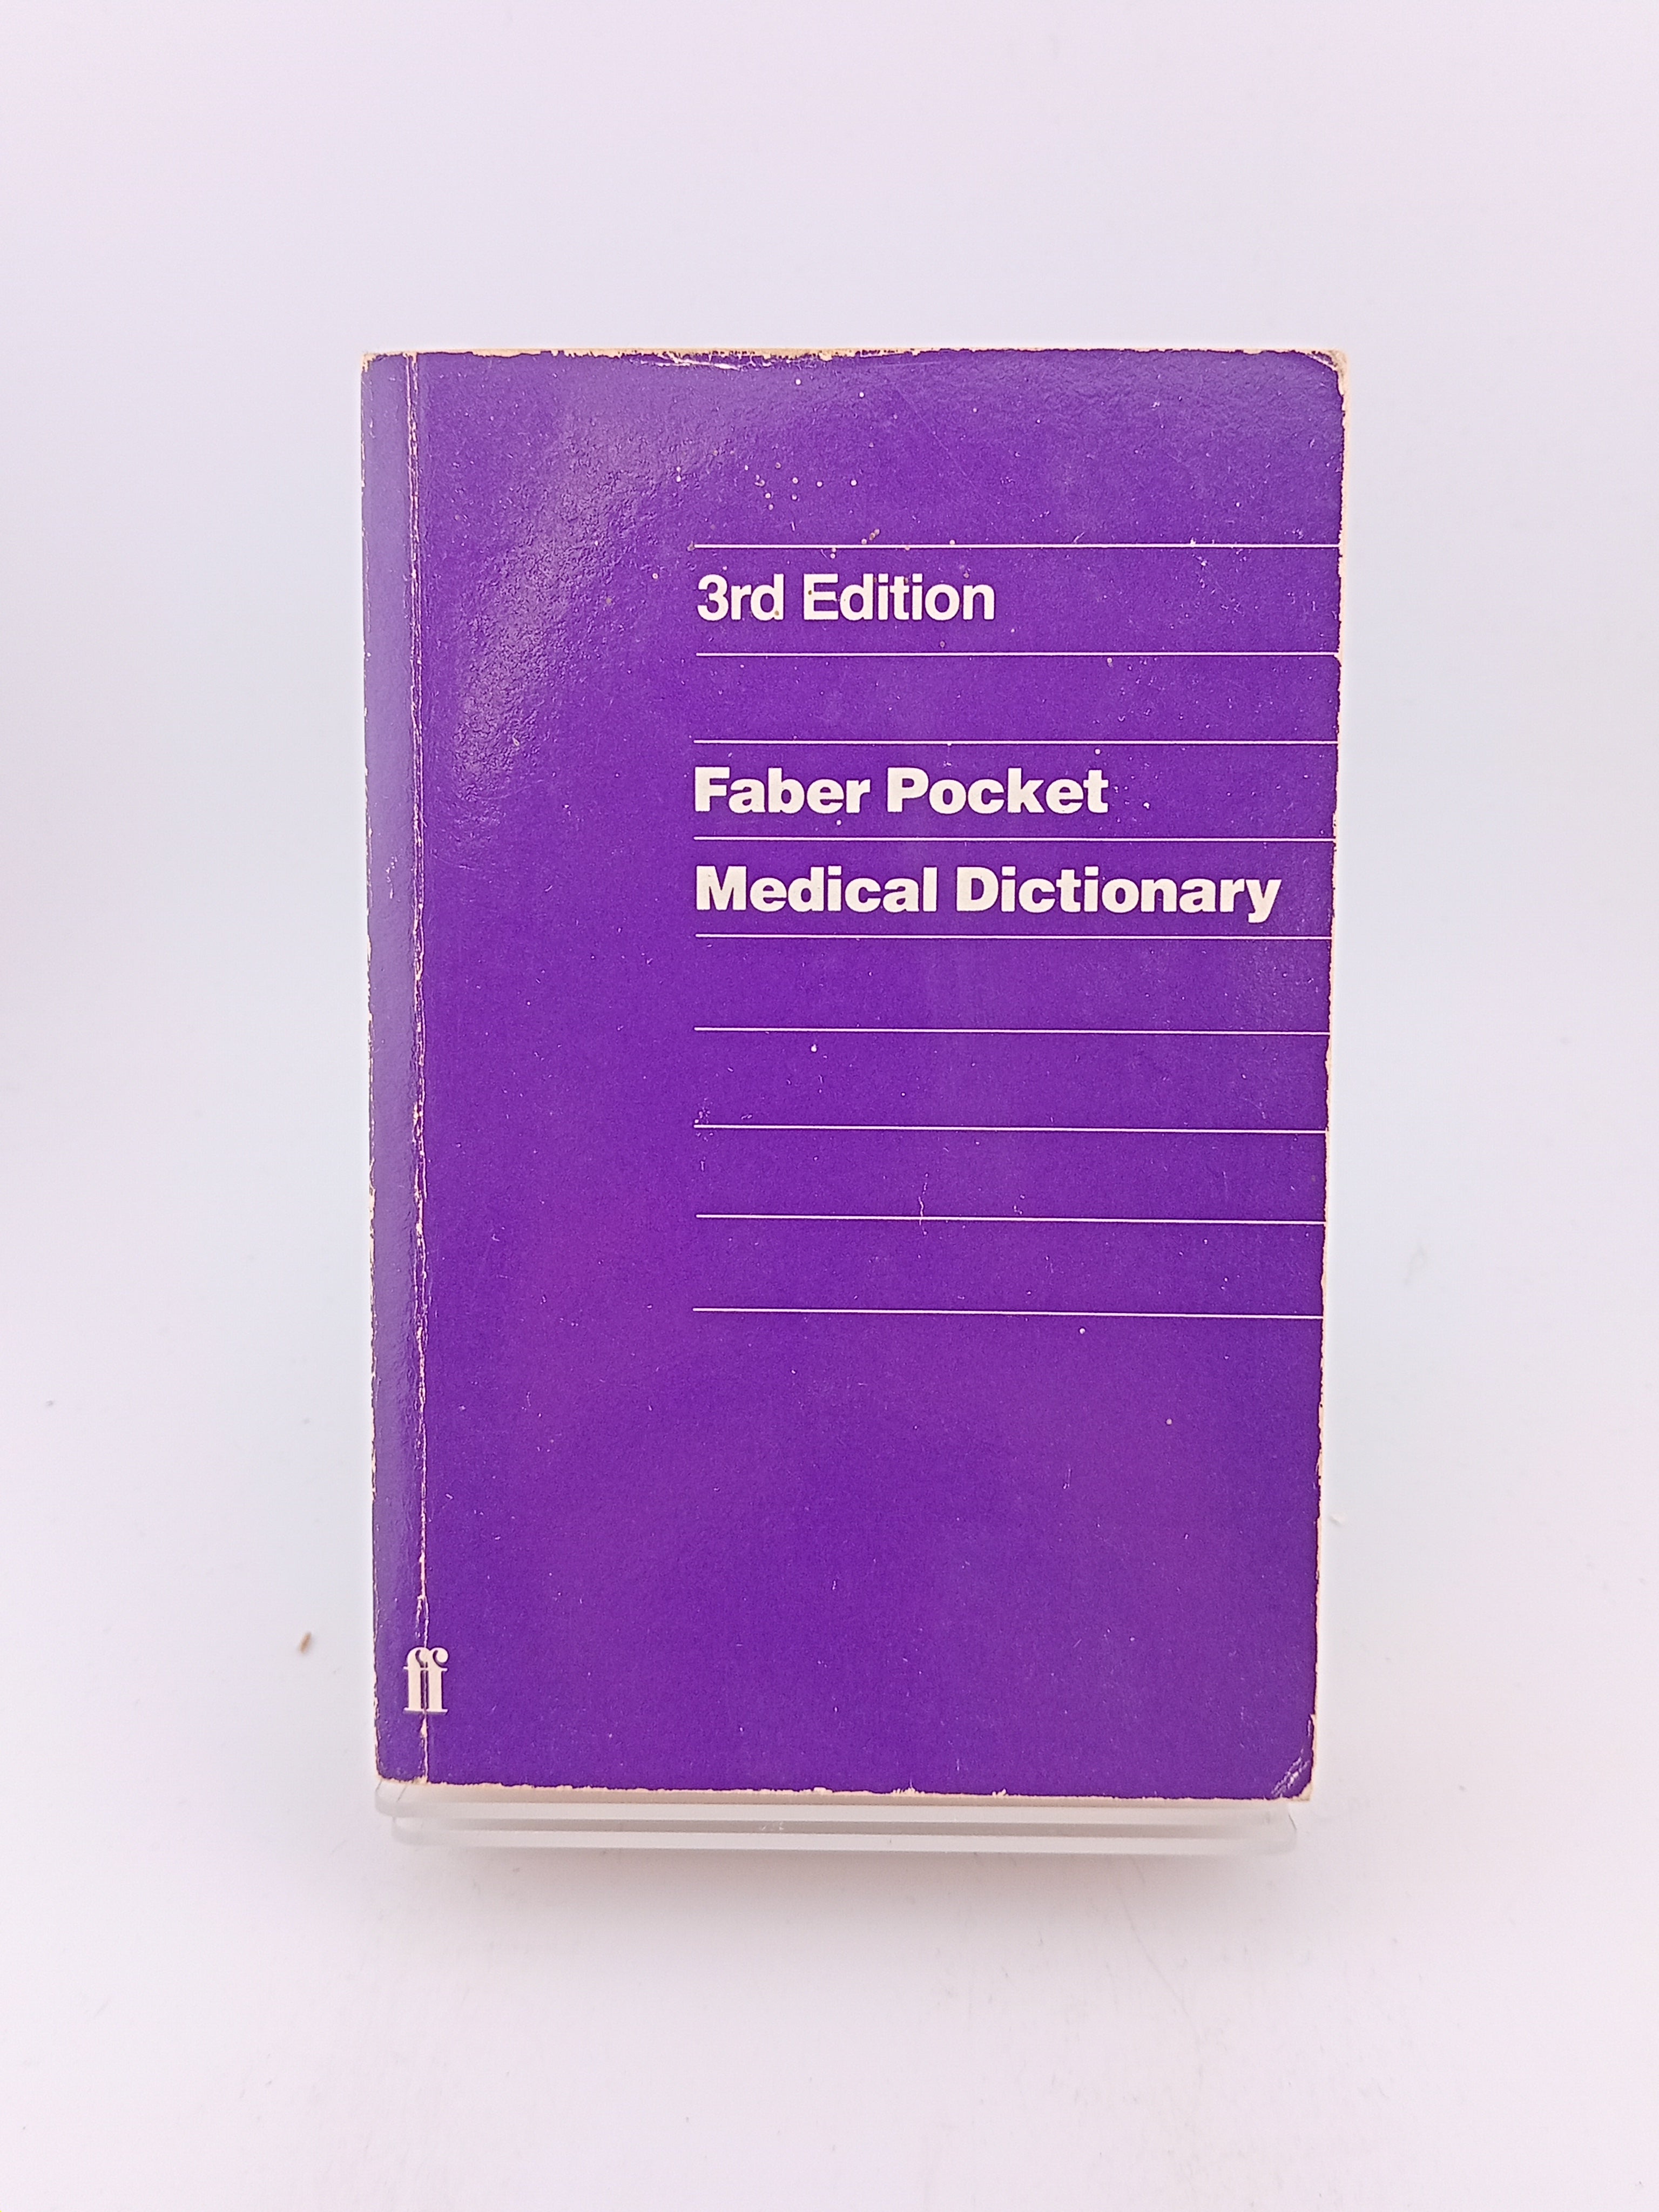 3rd Edition
Faber Pocket
Medical Dictionary
ff